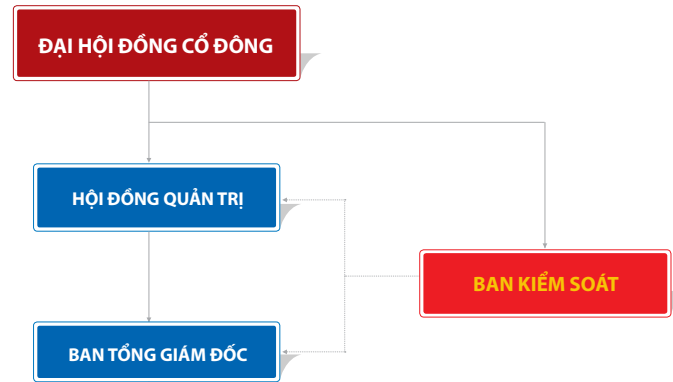 ĐẠI HỘI ĐỒNG CỔ ĐÔNG
HỘI ĐỒNG QUẢN TRỊ
BAN KIỂM SOÁT
BAN TỔNG GIÁM ĐỐC